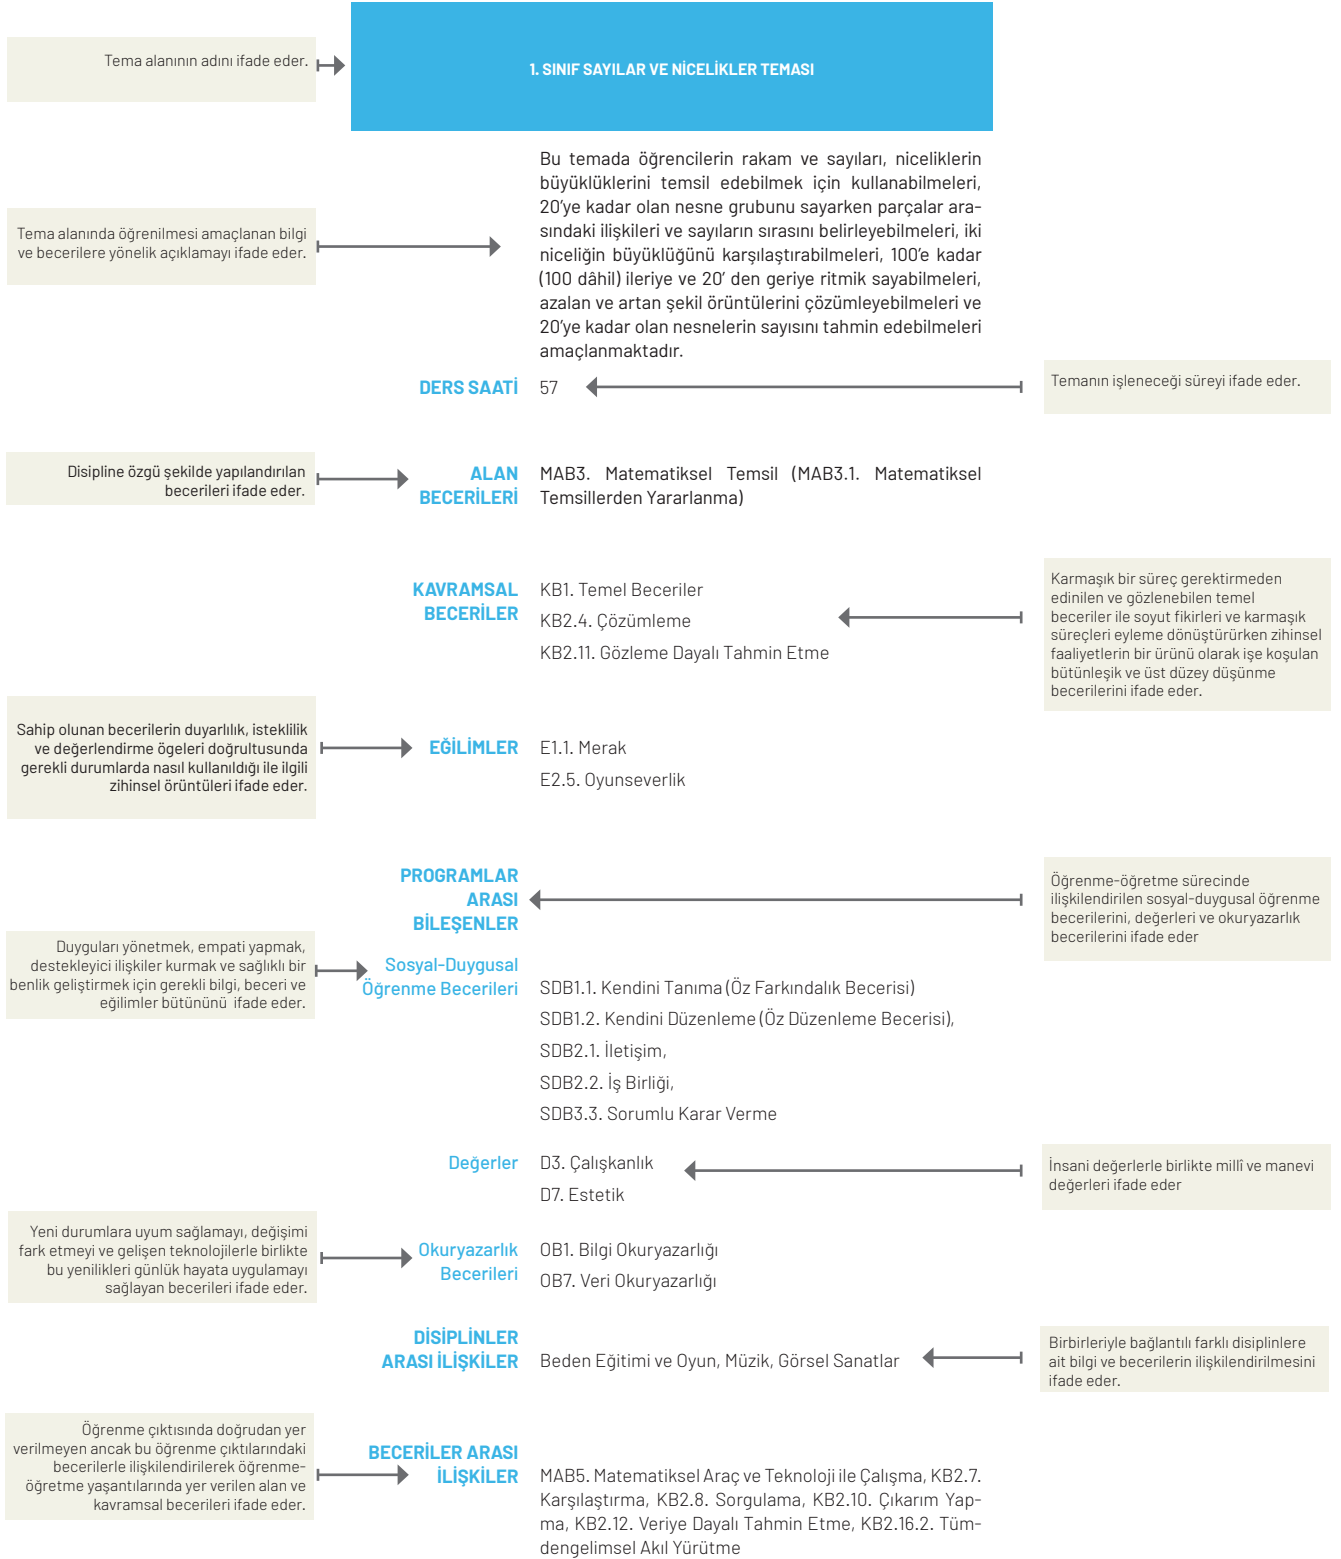 Tema alanının adını ifade eder.
1. SINIF SAYILAR VE NİCELİKLER TEMASI
Bu temada öğrencilerin rakam ve sayıları, niceliklerin
büyüklüklerini temsil edebilmek için kullanabilmeleri,
20’ye kadar olan nesne grubunu sayarken parçalar ara-
sındaki ilişkileri ve sayıların sırasını belirleyebilmeleri, iki
niceliğin büyüklüğünü karşılaştırabilmeleri, 100’e kadar
(100 dâhil) ileriye ve 20’ den geriye ritmik sayabilmeleri,
azalan ve artan şekil örüntülerini çözümleyebilmeleri ve
20’ye kadar olan nesnelerin sayısını tahmin edebilmeleri
amaçlanmaktadır.
Tema alanında öğrenilmesi amaçlanan bilgi
ve becerilere yönelik açıklamayı ifade eder.
DERS SAATİ 57
Temanın işleneceği süreyi ifade eder.
Disipline özgü şekilde yapılandırılan
becerileri ifade eder.
ALAN
BECERİLERİ
MAB3. Matematiksel Temsil (MAB3.1. Matematiksel
Temsillerden Yararlanma)
KAVRAMSAL
BECERİLER
KB1. Temel Beceriler
KB2.4. Çözümleme
KB2.11. Gözleme Dayalı Tahmin Etme
Karmaşık bir süreç gerektirmeden
edinilen ve gözlenebilen temel
beceriler ile soyut fikirleri ve karmaşık
süreçleri eyleme dönüştürürken zihinsel
faaliyetlerin bir ürünü olarak işe koşulan
bütünleşik ve üst düzey düşünme
becerilerini ifade eder.
Sahip olunan becerilerin duyarlılık, isteklilik
ve değerlendirme ögeleri doğrultusunda
gerekli durumlarda nasıl kullanıldığı ile ilgili
zihinsel örüntüleri ifade eder.
EĞİLİMLER
E1.1. Merak
E2.5. Oyunseverlik
PROGRAMLAR
ARASI
BİLEŞENLER
Öğrenme-öğretme sürecinde
ilişkilendirilen sosyal-duygusal öğrenme
becerilerini, değerleri ve okuryazarlık
becerilerini ifade eder
Duyguları yönetmek, empati yapmak,
destekleyici ilişkiler kurmak ve sağlıklı bir
benlik geliştirmek için gerekli bilgi, beceri ve
eğilimler bütününü ifade eder.
Sosyal-Duygusal
Öğrenme Becerileri
SDB1.1. Kendini Tanıma (Öz Farkındalık Becerisi)
SDB1.2. Kendini Düzenleme (Öz Düzenleme Becerisi),
SDB2.1. İletişim,
SDB2.2. İş Birliği,
SDB3.3. Sorumlu Karar Verme
Değerler
D3. Çalışkanlık
D7. Estetik
İnsani değerlerle birlikte millî ve manevi
değerleri ifade eder
Yeni durumlara uyum sağlamayı, değişimi
fark etmeyi ve gelişen teknolojilerle birlikte
bu yenilikleri günlük hayata uygulamayı
sağlayan becerileri ifade eder.
Okuryazarlık
Becerileri
OB1. Bilgi Okuryazarlığı
OB7. Veri Okuryazarlığı
DİSİPLİNLER
ARASI İLİŞKİLER
Beden Eğitimi ve Oyun, Müzik, Görsel Sanatlar
Birbirleriyle bağlantılı farklı disiplinlere
ait bilgi ve becerilerin ilişkilendirilmesini
ifade eder.
Öğrenme çıktısında doğrudan yer
verilmeyen ancak bu öğrenme çıktılarındaki
becerilerle ilişkilendirilerek öğrenme-
öğretme yaşantılarında yer verilen alan ve
kavramsal becerileri ifade eder.
BECERİLER ARASI
İLİŞKİLER
MAB5. Matematiksel Araç ve Teknoloji ile Çalışma, KB2.7.
Karşılaştırma, KB2.8. Sorgulama, KB2.10. Çıkarım Yap-
ma, KB2.12. Veriye Dayalı Tahmin Etme, KB2.16.2. Tüm-
dengelimsel Akıl Yürütme